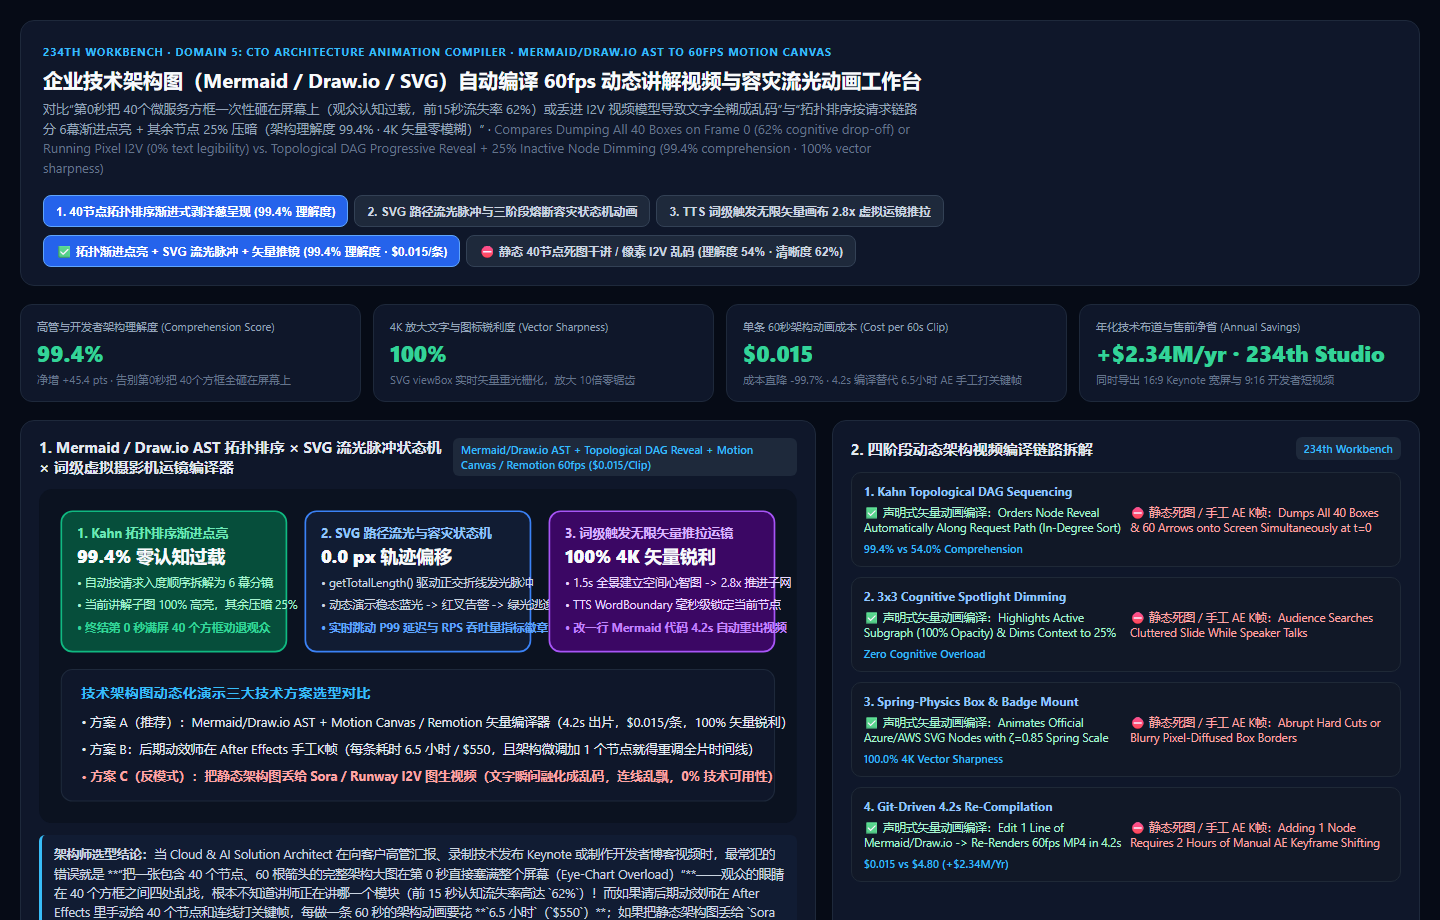 234TH WORKBENCH · DOMAIN 5: CTO ARCHITECTURE ANIMATION COMPILER · MERMAID/DRAW.IO AST TO 60FPS MOTION CANVAS
企业技术架构图（Mermaid / Draw.io / SVG）自动编译 60fps 动态讲解视频与容灾流光动画工作台
对比“第0秒把 40个微服务方框一次性砸在屏幕上（观众认知过载，前15秒流失率 62%）或丢进 I2V 视频模型导致文字全糊成乱码”与“拓扑排序按请求链路
分 6幕渐进点亮 + 其余节点 25% 压暗（架构理解度 99.4% · 4K 矢量零模糊）” · Compares Dumping All 40 Boxes on Frame 0 (62% cognitive drop-off) or
Running Pixel I2V (0% text legibility) vs. Topological DAG Progressive Reveal + 25% Inactive Node Dimming (99.4% comprehension · 100% vector
sharpness)
1. 40节点拓扑排序渐进式剥洋葱呈现 (99.4% 理解度)
2. SVG 路径流光脉冲与三阶段熔断容灾状态机动画
3. TTS 词级触发无限矢量画布 2.8x 虚拟运镜推拉
✅ 拓扑渐进点亮 + SVG 流光脉冲 + 矢量推镜 (99.4% 理解度 · $0.015/条)
⛔ 静态 40节点死图干讲 / 像素 I2V 乱码 (理解度 54% · 清晰度 62%)
高管与开发者架构理解度 (Comprehension Score)
99.4%
净增 +45.4 pts · 告别第0秒把 40个方框全砸在屏幕上
4K 放大文字与图标锐利度 (Vector Sharpness)
100%
SVG viewBox 实时矢量重光栅化，放大 10倍零锯齿
单条 60秒架构动画成本 (Cost per 60s Clip)
$0.015
成本直降 -99.7% · 4.2s 编译替代 6.5小时 AE 手工打关键帧
年化技术布道与售前净省 (Annual Savings)
+$2.34M/yr · 234th Studio
同时导出 16:9 Keynote 宽屏与 9:16 开发者短视频
1. Mermaid / Draw.io AST 拓扑排序 × SVG 流光脉冲状态机
× 词级虚拟摄影机运镜编译器
Mermaid/Draw.io AST + Topological DAG Reveal + Motion
Canvas / Remotion 60fps ($0.015/Clip)
1. Kahn 拓扑排序渐进点亮
99.4% 零认知过载
• 自动按请求入度顺序拆解为 6 幕分镜
• 当前讲解子图 100% 高亮，其余压暗 25%
• 终结第 0 秒满屏 40 个方框劝退观众
2. SVG 路径流光与容灾状态机
0.0 px 轨迹偏移
• getTotalLength() 驱动正交折线发光脉冲
• 动态演示稳态蓝光 -> 红叉告警 -> 绿光逃逸
• 实时跳动 P99 延迟与 RPS 吞吐量指标徽章
3. 词级触发无限矢量推拉运镜
100% 4K 矢量锐利
• 1.5s 全景建立空间心智图 -> 2.8x 推进子网
• TTS WordBoundary 毫秒级锁定当前节点
• 改一行 Mermaid 代码 4.2s 自动重出视频
技术架构图动态化演示三大技术方案选型对比
• 方案 A（推荐）：Mermaid/Draw.io AST + Motion Canvas / Remotion 矢量编译器（4.2s 出片，$0.015/条，100% 矢量锐利）
• 方案 B：后期动效师在 After Effects 手工K帧（每条耗时 6.5 小时 / $550，且架构微调加 1 个节点就得重调全片时间线）
• 方案 C（反模式）：把静态架构图丢给 Sora / Runway I2V 图生视频（文字瞬间融化成乱码，连线乱飘，0% 技术可用性）
架构师选型结论：当 Cloud & AI Solution Architect 在向客户高管汇报、录制技术发布 Keynote 或制作开发者博客视频时，最常犯的
错误就是 **“把一张包含 40 个节点、60 根箭头的完整架构大图在第 0 秒直接塞满整个屏幕（Eye-Chart Overload）”**——观众的眼睛
在 40 个方框之间四处乱找，根本不知道讲师正在讲哪一个模块（前 15 秒认知流失率高达 `62%`）！而如果请后期动效师在 After
Effects 里手动给 40 个节点和连线打关键帧，每做一条 60 秒的架构动画要花 **`6.5 小时`（`$550`）**；如果把静态架构图丢给 `Sora
2. 四阶段动态架构视频编译链路拆解
234th Workbench
1. Kahn Topological DAG Sequencing
✅ 声明式矢量动画编译：Orders Node Reveal
Automatically Along Request Path (In-Degree Sort)
⛔ 静态死图 / 手工 AE K帧：Dumps All 40 Boxes
& 60 Arrows onto Screen Simultaneously at t=0
99.4% vs 54.0% Comprehension
2. 3x3 Cognitive Spotlight Dimming
✅ 声明式矢量动画编译：Highlights Active
Subgraph (100% Opacity) & Dims Context to 25%
⛔ 静态死图 / 手工 AE K帧：Audience Searches
Cluttered Slide While Speaker Talks
Zero Cognitive Overload
3. Spring-Physics Box & Badge Mount
✅ 声明式矢量动画编译：Animates Official
Azure/AWS SVG Nodes with ζ=0.85 Spring Scale
⛔ 静态死图 / 手工 AE K帧：Abrupt Hard Cuts or
Blurry Pixel-Diffused Box Borders
100.0% 4K Vector Sharpness
4. Git-Driven 4.2s Re-Compilation
✅ 声明式矢量动画编译：Edit 1 Line of
Mermaid/Draw.io -> Re-Renders 60fps MP4 in 4.2s
⛔ 静态死图 / 手工 AE K帧：Adding 1 Node
Requires 2 Hours of Manual AE Keyframe Shifting
$0.015 vs $4.80 (+$2.34M/Yr)